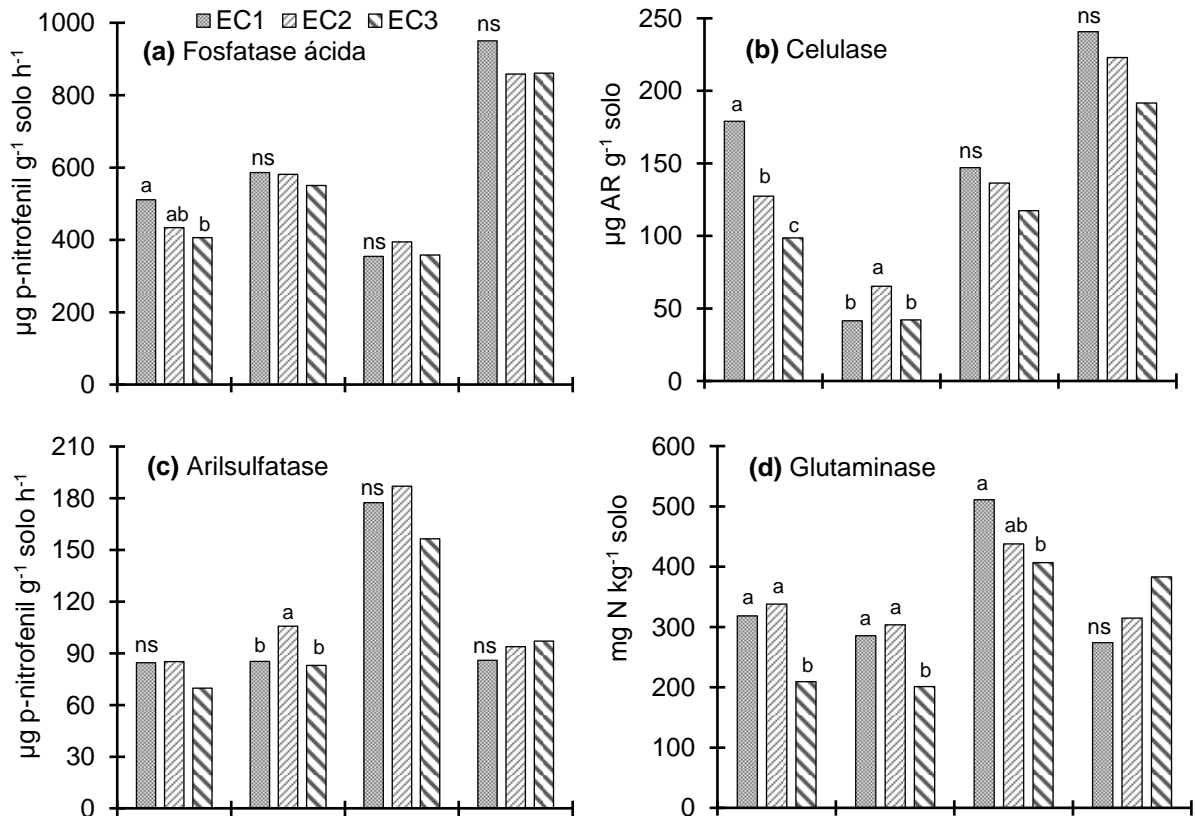 EC1 EC2 EC3
(a) Fosfatase ácida
µg p-nitrofenil g⁻¹ solo h⁻¹
1000
800
600
400
200
0
a ab b
ns
ns
ns
(b) Celulase
µg AR g⁻¹ solo
250
200
150
100
50
0
a b c
b a b
ns
ns
(c) Arilsulfatase
µg p-nitrofenil g⁻¹ solo h⁻¹
210
180
150
120
90
60
30
0
ns
b a b
ns
ns
(d) Glutaminase
mg N kg⁻¹ solo
600
500
400
300
200
100
0
a a b
a a b
a ab b
ns